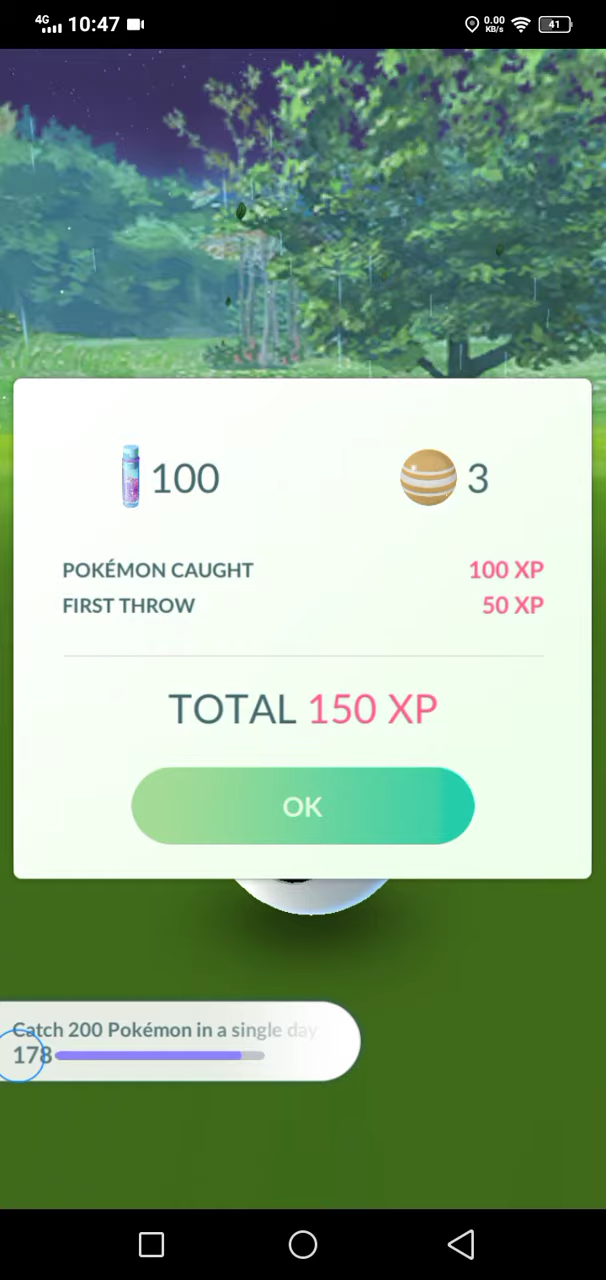 4G 10:47 0.00 KB/s 41
100 3
POKÉMON CAUGHT 100 XP
FIRST THROW 50 XP
TOTAL 150 XP
OK
Catch 200 Pokémon in a single day
178